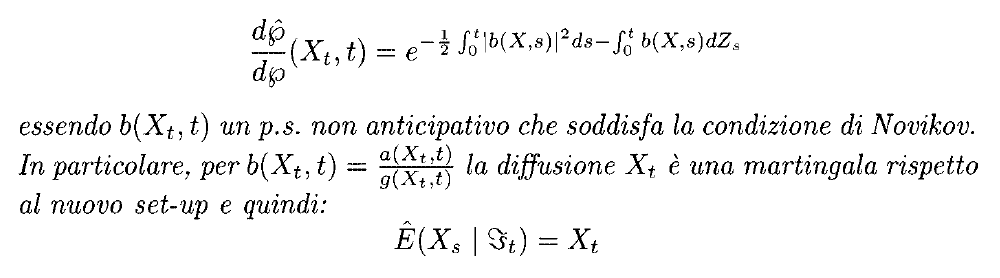 $$\frac{d\hat{\wp}}{d\wp}(X_t, t) = e^{-\frac{1}{2}\int_0^t |b(X,s)|^2 ds - \int_0^t b(X,s)dZ_s}$$
essendo $b(X_t, t)$ un p.s. non anticipativo che soddisfa la condizione di Novikov.
In particolare, per $b(X_t, t) = \frac{a(X_t,t)}{g(X_t,t)}$ la diffusione $X_t$ è una martingala rispetto
al nuovo set-up e quindi:
$$\hat{E}(X_s \mid \Im_t) = X_t$$